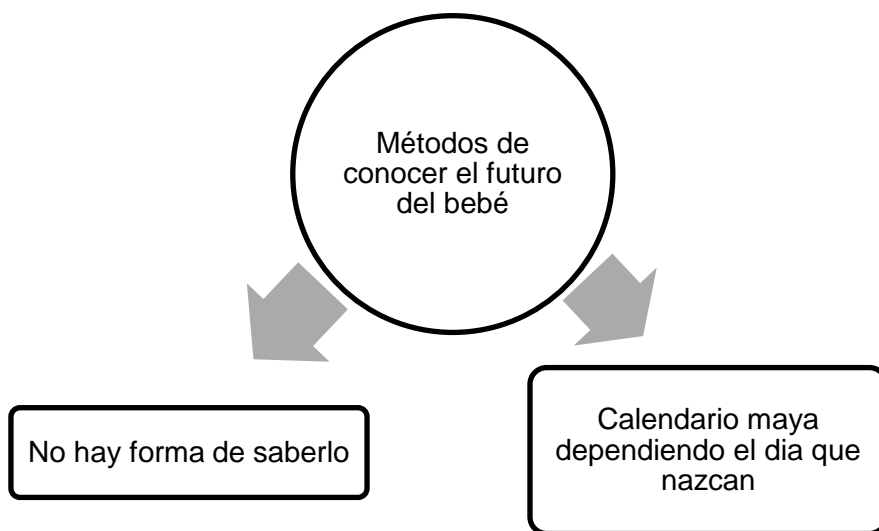 Métodos de
conocer el futuro
del bebé
No hay forma de saberlo
Calendario maya
dependiendo el dia que
nazcan